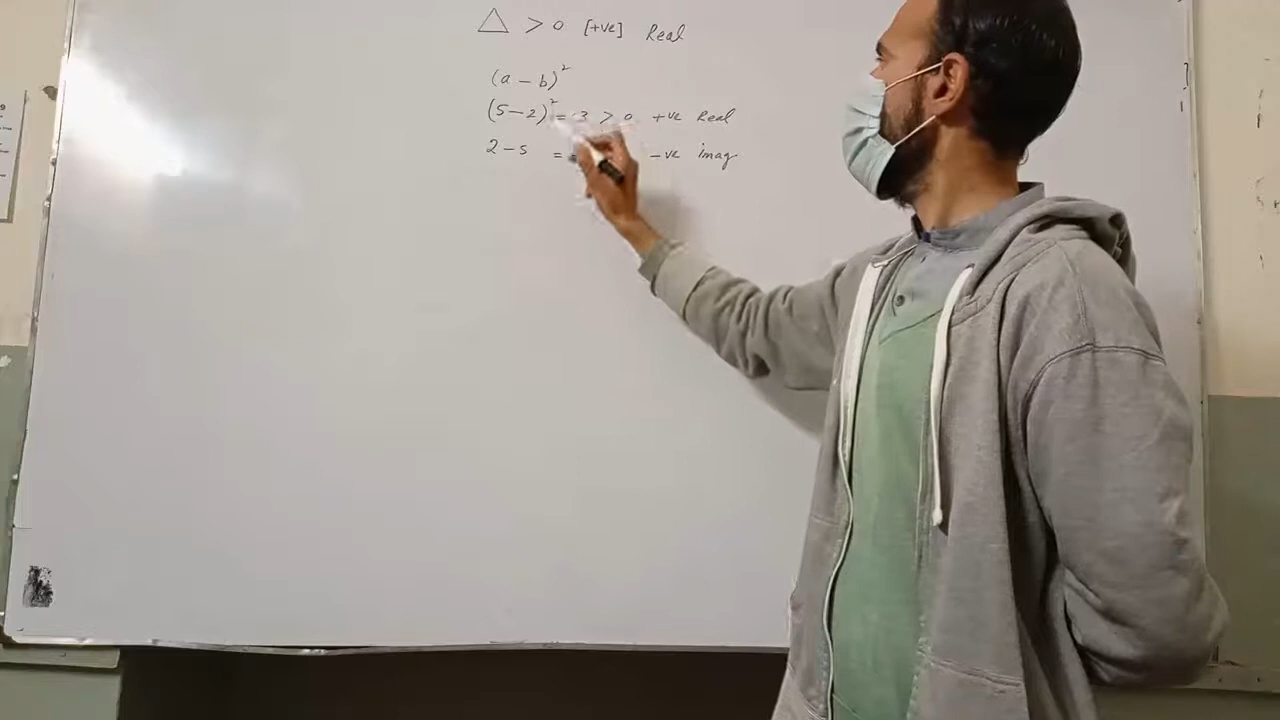 △ > 0 [+ve] Real
(a - b)²
(5-2)² = 3 > 0 +ve Real
2-5 = -ve imag